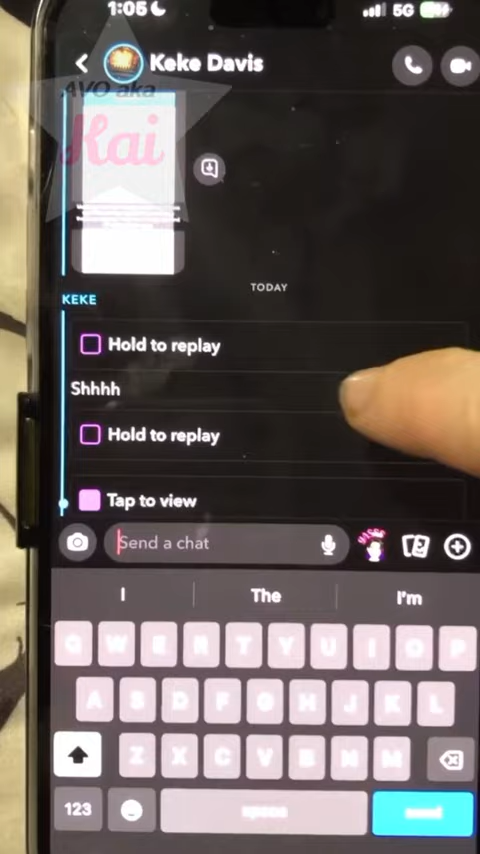 1:05
5G
Keke Davis
AVO aka
Kai
TODAY
KEKE
Hold to replay
Shhhh
Hold to replay
Tap to view
Send a chat
I The I'm
Q W E R T Y U I O P
A S D F G H J K L
Z X C V B N M
123 space send